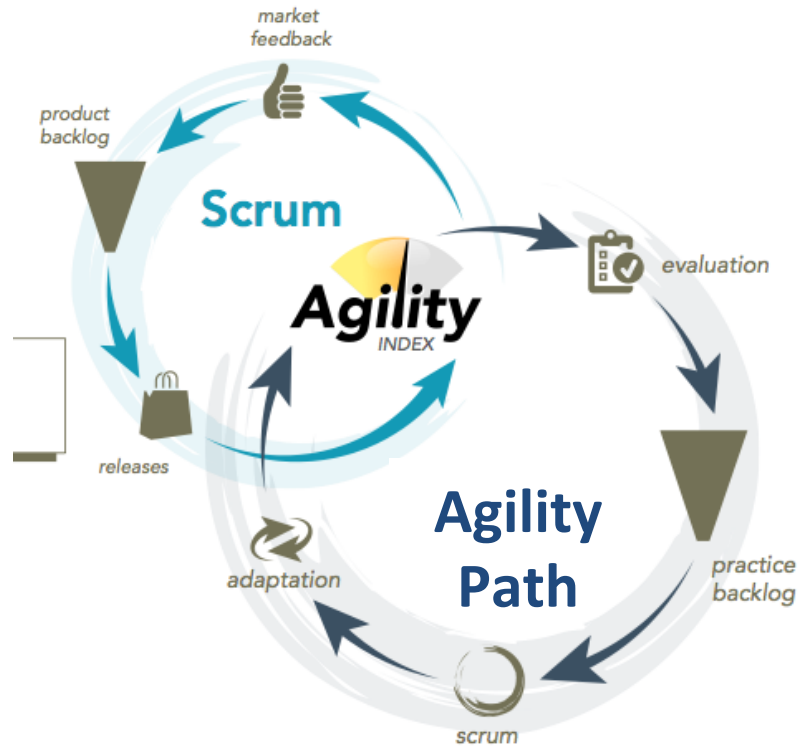 market
feedback
product
backlog
Scrum
evaluation
Agility
INDEX
releases
Agility
Path
practice
backlog
adaptation
scrum